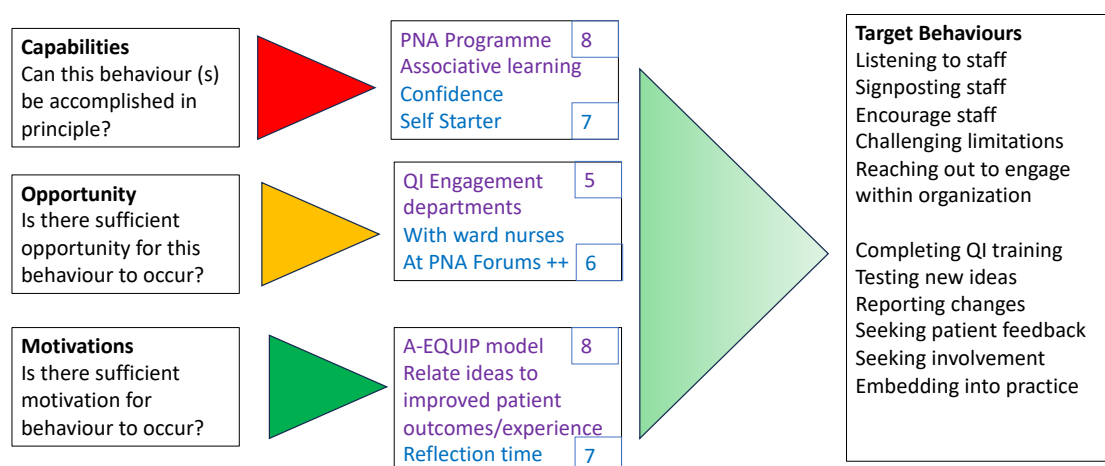 Capabilities
Can this behaviour (s)
be accomplished in
principle?
PNA Programme 8
Associative learning
Confidence
Self Starter 7
Opportunity
Is there sufficient
opportunity for this
behaviour to occur?
QI Engagement 5
departments
With ward nurses
At PNA Forums ++ 6
Motivations
Is there sufficient
motivation for
behaviour to occur?
A-EQUIP model 8
Relate ideas to
improved patient
outcomes/experience
Reflection time 7
Target Behaviours
Listening to staff
Signposting staff
Encourage staff
Challenging limitations
Reaching out to engage
within organization
Completing QI training
Testing new ideas
Reporting changes
Seeking patient feedback
Seeking involvement
Embedding into practice